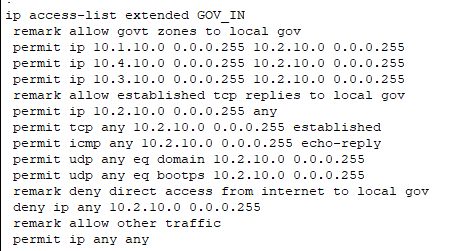 ip access-list extended GOV_IN
remark allow govt zones to local gov
permit ip 10.1.10.0 0.0.0.255 10.2.10.0 0.0.0.255
permit ip 10.4.10.0 0.0.0.255 10.2.10.0 0.0.0.255
permit ip 10.3.10.0 0.0.0.255 10.2.10.0 0.0.0.255
remark allow established tcp replies to local gov
permit ip 10.2.10.0 0.0.0.255 any
permit tcp any 10.2.10.0 0.0.0.255 established
permit icmp any 10.2.10.0 0.0.0.255 echo-reply
permit udp any eq domain 10.2.10.0 0.0.0.255
permit udp any eq bootps 10.2.10.0 0.0.0.255
remark deny direct access from internet to local gov
deny ip any 10.2.10.0 0.0.0.255
remark allow other traffic
permit ip any any